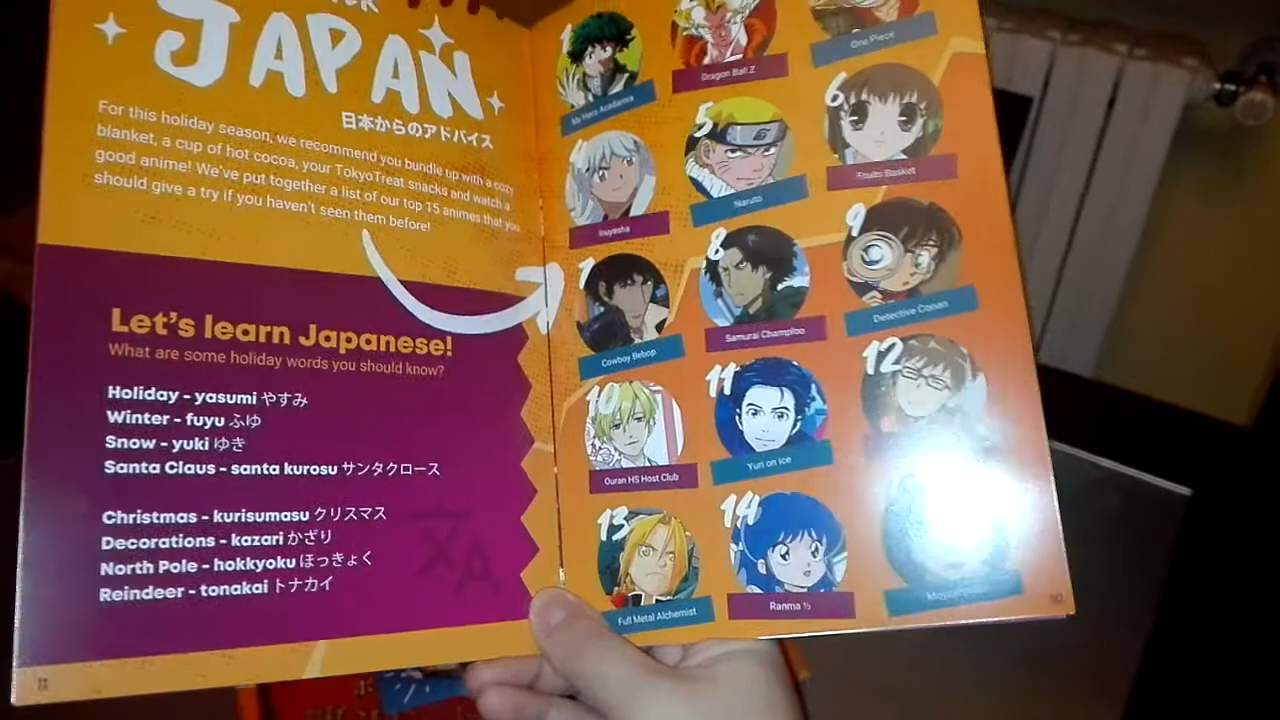 JAPAN
日本からのアドバイス
For this holiday season, we recommend you bundle up with a cozy
blanket, a cup of hot cocoa, your TokyoTreat snacks and watch a
good anime! We've put together a list of our top 15 animes that you
should give a try if you haven't seen them before!
Let's learn Japanese!
What are some holiday words you should know?
Holiday - yasumi やすみ
Winter - fuyu ふゆ
Snow - yuki ゆき
Santa Claus - santa kurosu サンタクロース
Christmas - kurisumasu クリスマス
Decorations - kazari かざり
North Pole - hokkyoku ほっきょく
Reindeer - tonakai トナカイ
文A
1
My Hero Acadamia
Dragon Ball Z
One Piece
Inuyesha
5
Naruto
6
Fruits Basket
7
Cowboy Bebop
8
Samurai Champloo
9
Detective Conan
10
Ouran HS Host Club
11
Yuri on Ice
12
13
Full Metal Alchemist
14
Ranma ½